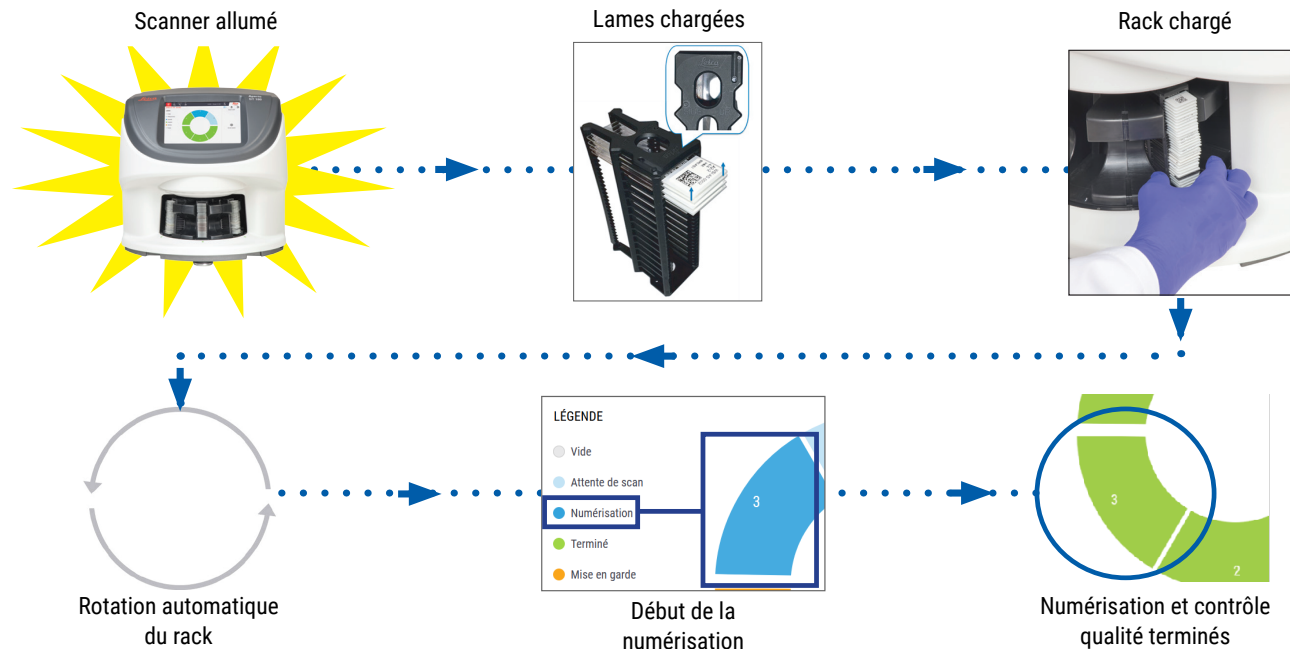 Scanner allumé
Lames chargées
Rack chargé
LÉGENDE
Vide
Attente de scan
Numérisation
Terminé
Mise en garde
3
3
2
Rotation automatique
du rack
Début de la
numérisation
Numérisation et contrôle
qualité terminés